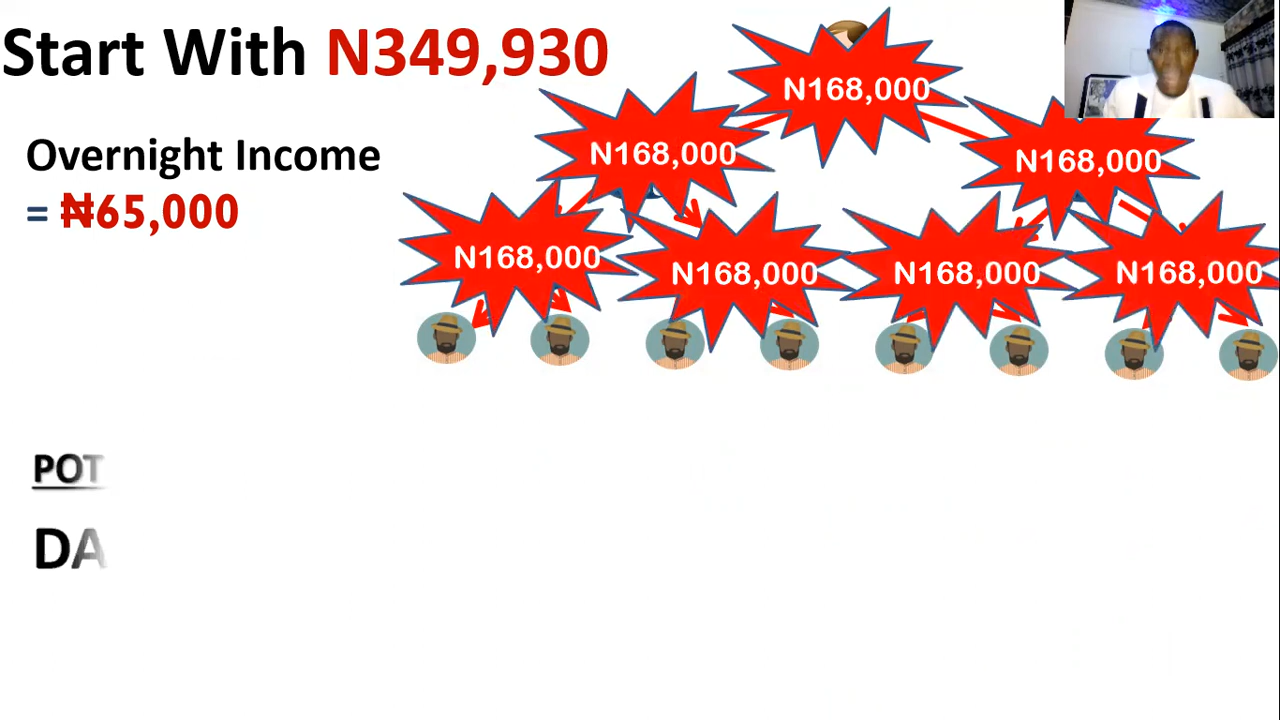 Start With N349,930
N168,000
N168,000
N168,000
Overnight Income
= ₦65,000
N168,000
N168,000
N168,000
N168,000
POT
DA